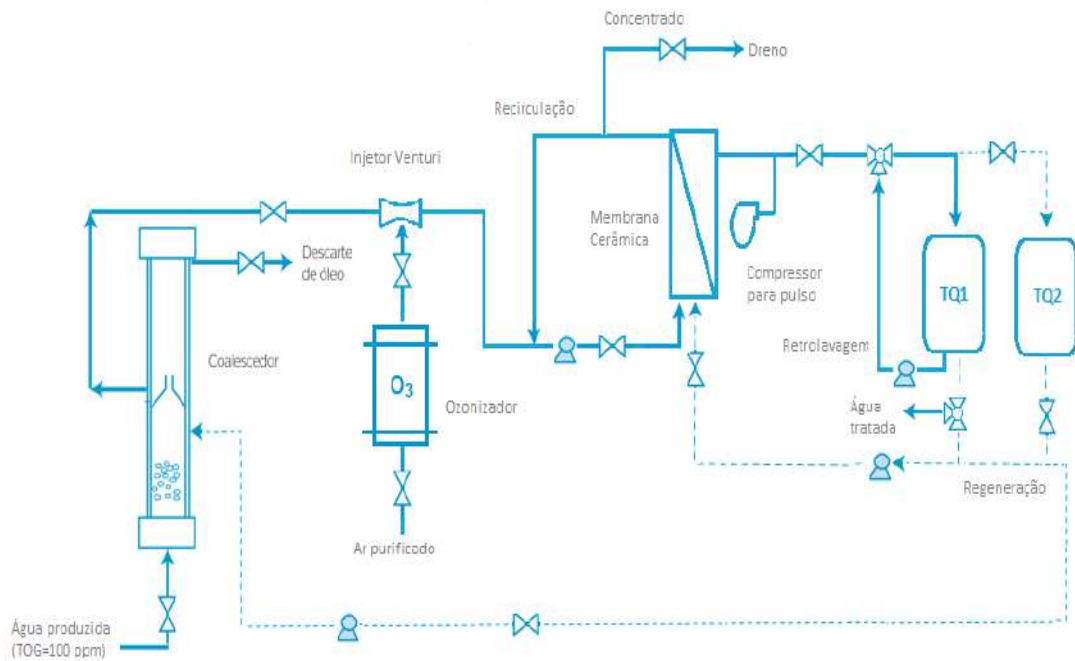 Concentrado
Dreno
Recirculação
Injetor Venturi
Membrana
Cerâmica
Descarte
de óleo
Compressor
para pulso
TQ1
TQ2
Coalescedor
Retrolavagem
O3
Ozonizador
Água
tratada
Regeneração
Ar purificado
Água produzida
(TOG=100 ppm)